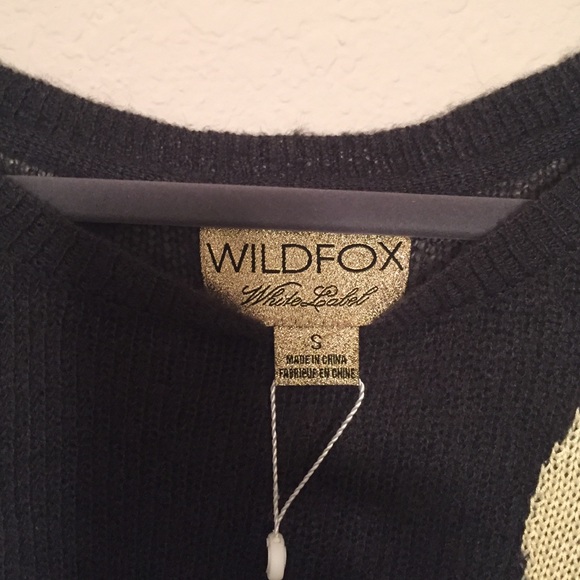 WILDFOX
White Label
S
MADE IN CHINA
FABRIQUE EN CHINE